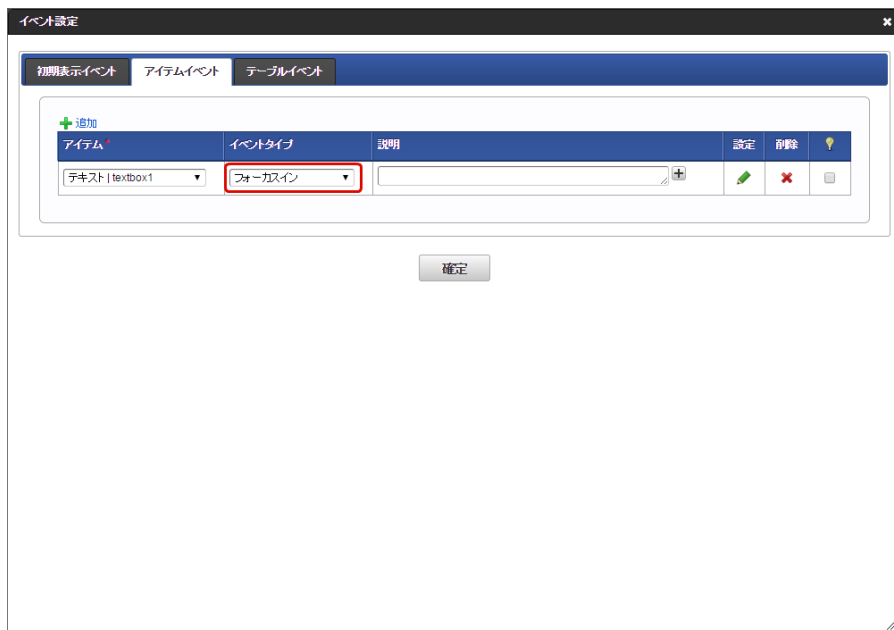 イベント設定
初期表示イベント アイテムイベント テーブルイベント
追加
アイテム* イベントタイプ 説明 設定 削除
テキスト | textbox1 フォーカスイン
確定